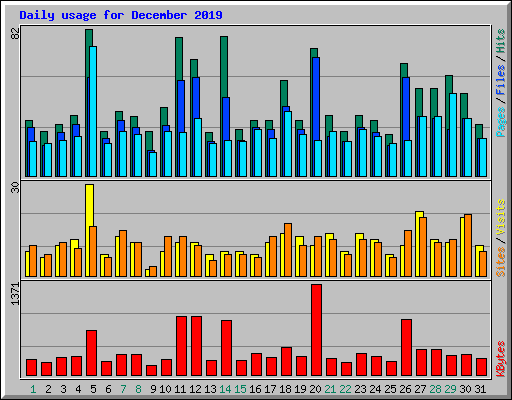 Daily usage for December 2019
82
Pages / Files / Hits
30
Sites / Visits
1371
KBytes
1 2 3 4 5 6 7 8 9 10 11 12 13 14 15 16 17 18 19 20 21 22 23 24 25 26 27 28 29 30 31